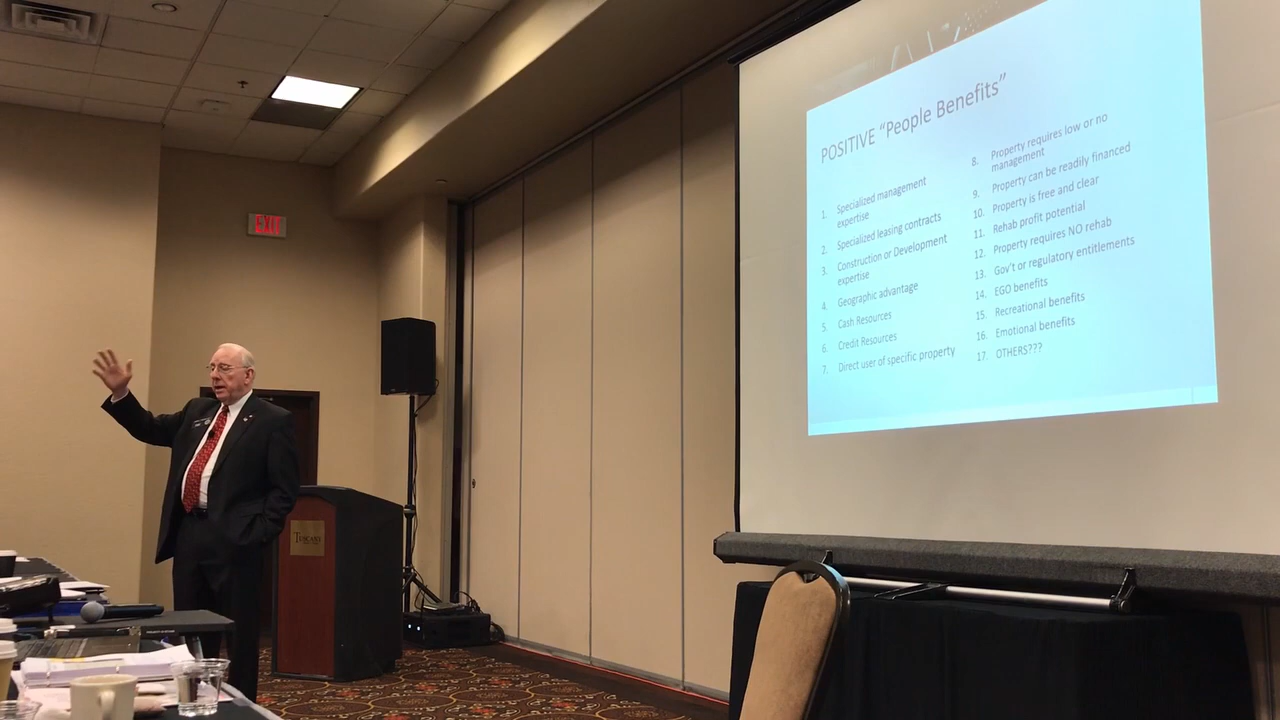 EXIT
TUSCANY
POSITIVE "People Benefits"
1. Specialized management
expertise
2. Specialized leasing contracts
3. Construction or Development
expertise
4. Geographic advantage
5. Cash Resources
6. Credit Resources
7. Direct user of specific property
8. Property requires low or no
management
9. Property can be readily financed
10. Property is free and clear
11. Rehab profit potential
12. Property requires NO rehab
13. Gov't or regulatory entitlements
14. EGO benefits
15. Recreational benefits
16. Emotional benefits
17. OTHERS???